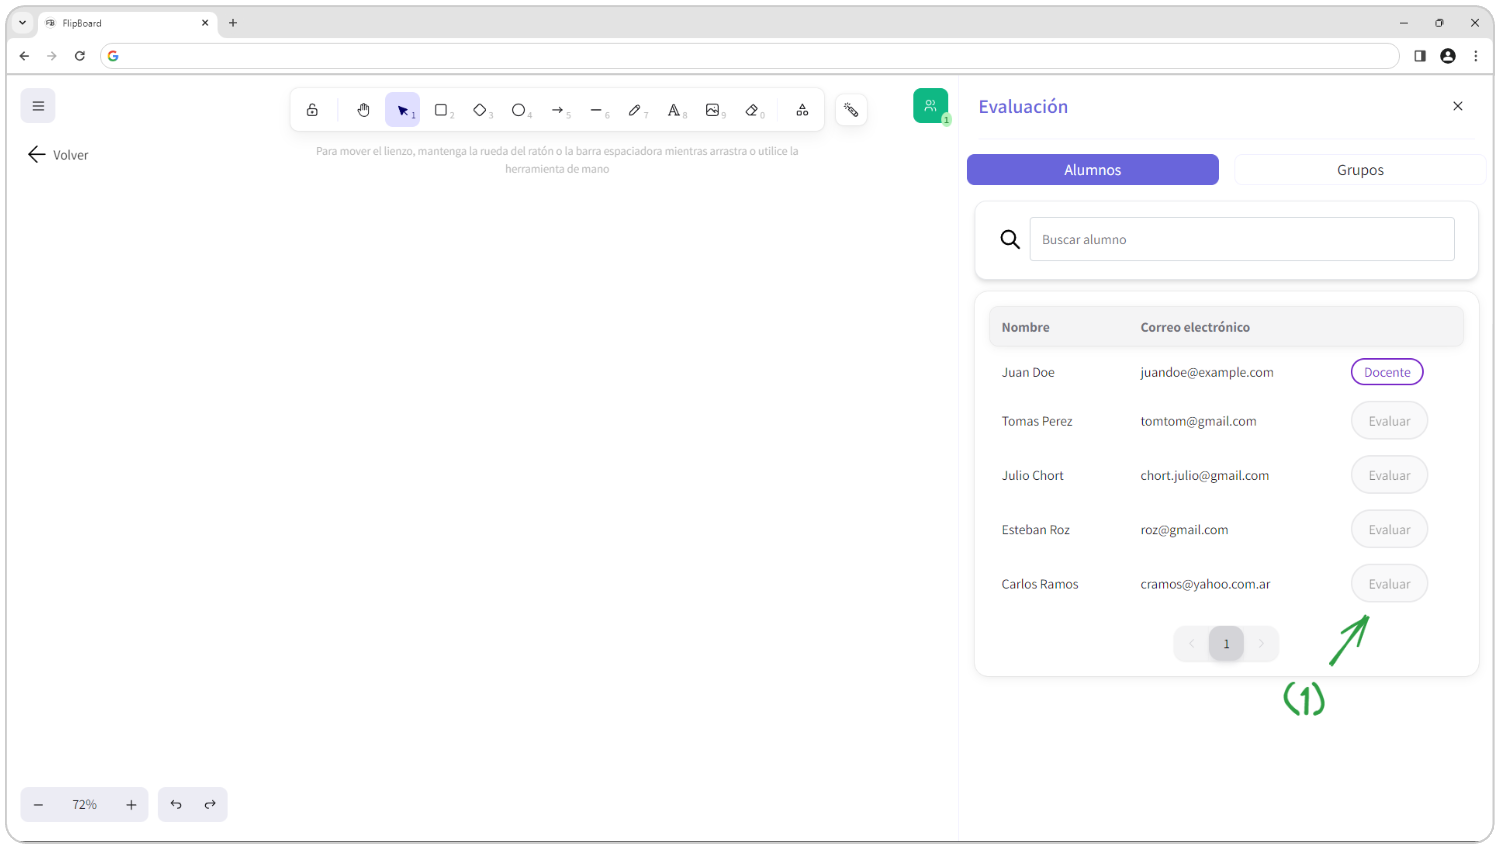 FlipBoard
1
2
3
4
5
6
7
8
9
0
1
Volver
Para mover el lienzo, mantenga la rueda del ratón o la barra espaciadora mientras arrastra o utilice la
herramienta de mano
Evaluación
Alumnos
Grupos
Buscar alumno
Nombre Correo electrónico
Juan Doe juandoe@example.com Docente
Tomas Perez tomtom@gmail.com Evaluar
Julio Chort chort.julio@gmail.com Evaluar
Esteban Roz roz@gmail.com Evaluar
Carlos Ramos cramos@yahoo.com.ar Evaluar
1
(1)
72%